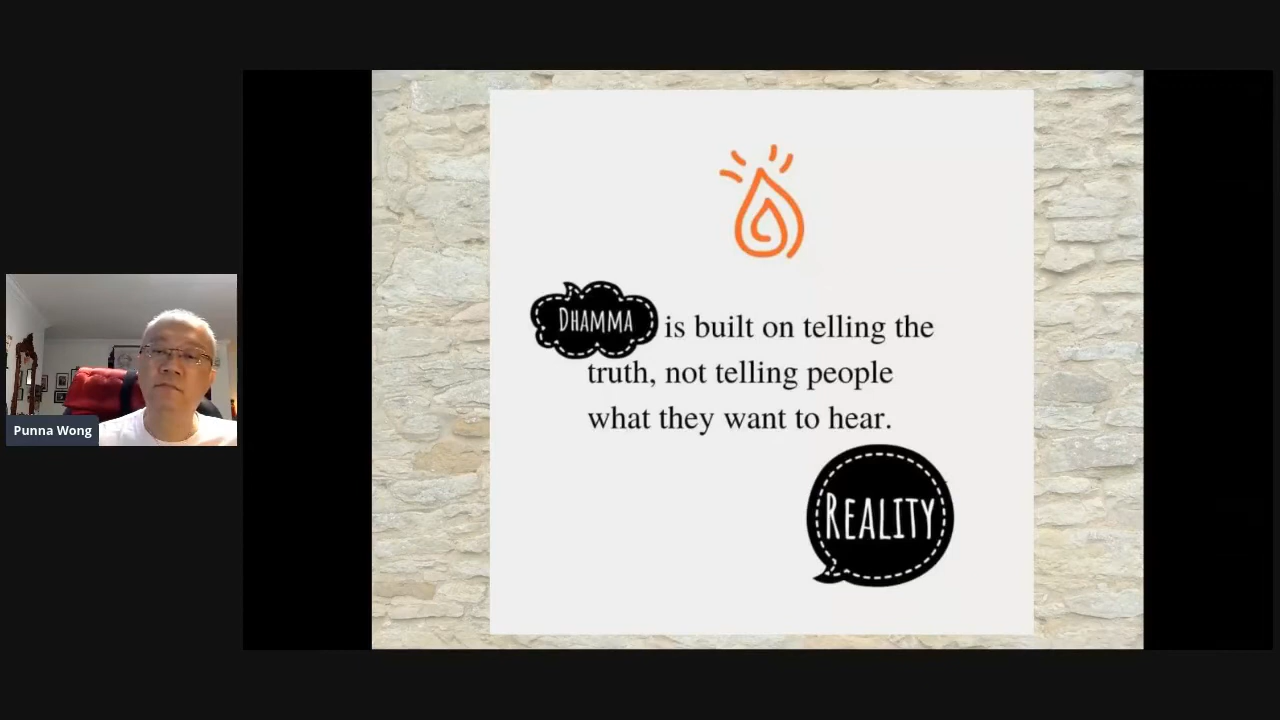 DHAMMA is built on telling the
truth, not telling people
what they want to hear.
REALITY
Punna Wong